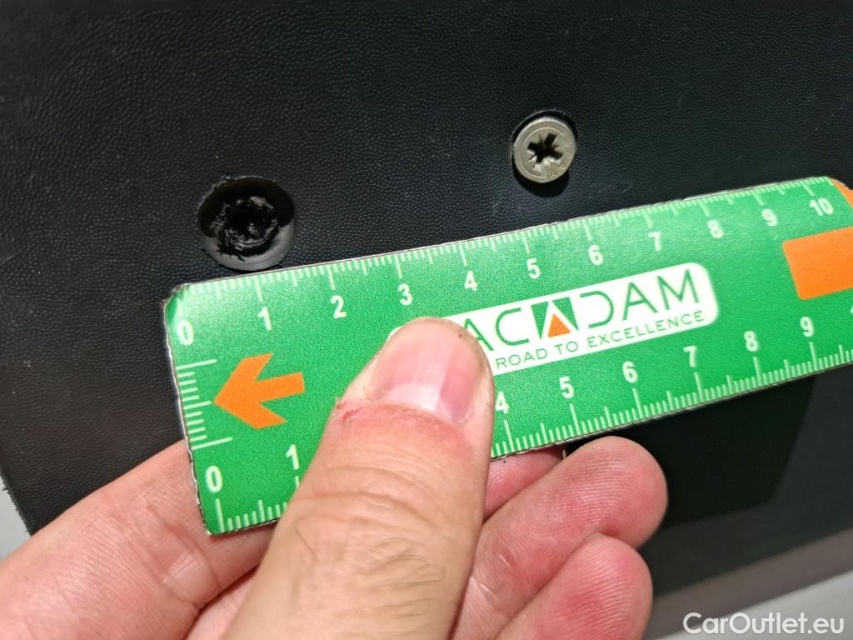 0 1 2 3 4 5 6 7 8 9 10
ACADAM
ROAD TO EXCELLENCE
0 1 4 5 6 7 8 9
CarOutlet.eu